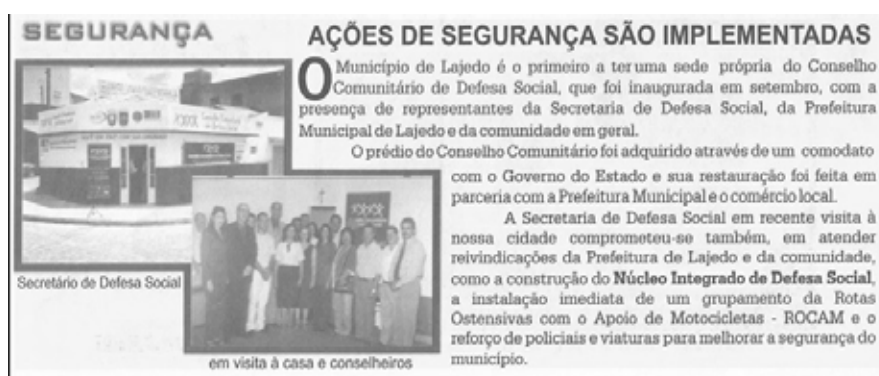 SEGURANÇA
AÇÕES DE SEGURANÇA SÃO IMPLEMENTADAS
O Município de Lajedo é o primeiro a ter uma sede própria do Conselho
Comunitário de Defesa Social, que foi inaugurada em setembro, com a
presença de representantes da Secretaria de Defesa Social, da Prefeitura
Municipal de Lajedo e da comunidade em geral.
O prédio do Conselho Comunitário foi adquirido através de um comodato
com o Governo do Estado e sua restauração foi feita em
parceria com a Prefeitura Municipal e o comércio local.
A Secretaria de Defesa Social em recente visita à
nossa cidade comprometeu-se também, em atender
reivindicações da Prefeitura de Lajedo e da comunidade,
como a construção do Núcleo Integrado de Defesa Social,
a instalação imediata de um grupamento da Rotas
Ostensivas com o Apoio de Motocicletas - ROCAM e o
reforço de policiais e viaturas para melhorar a segurança do
município.
Secretário de Defesa Social
em visita à casa e conselheiros